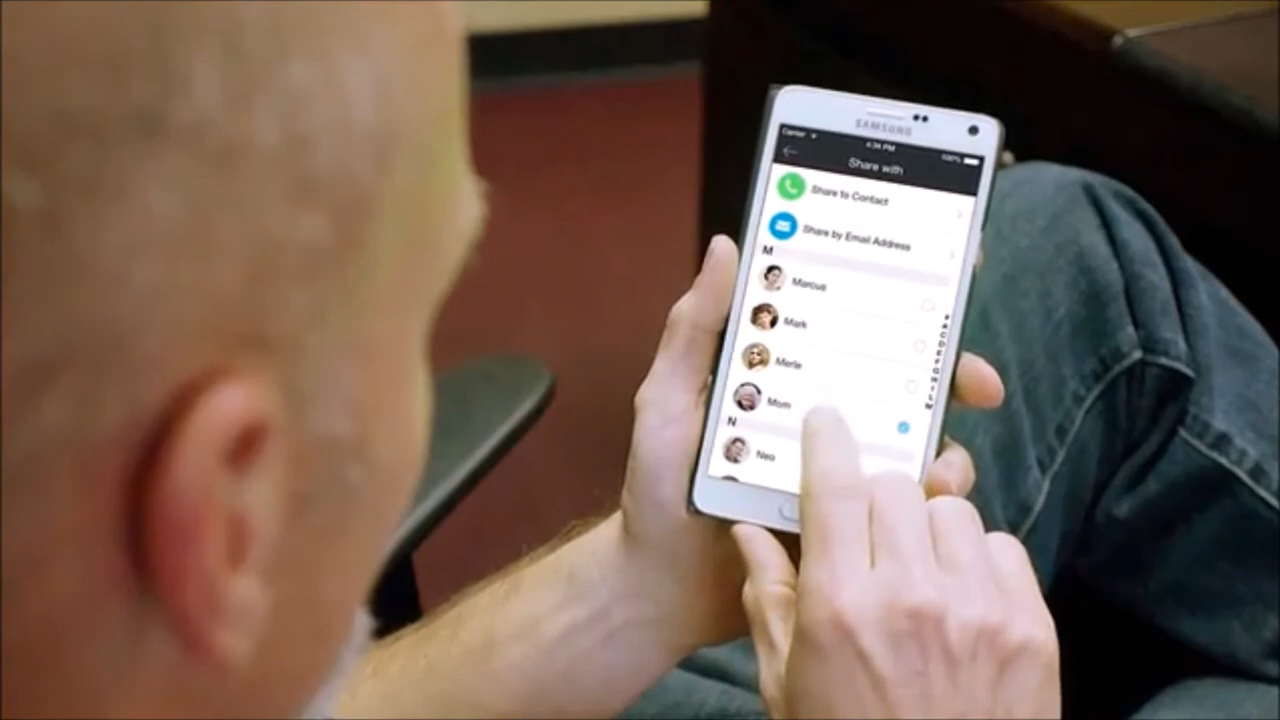 SAMSUNG
Carrier 4:34 PM 100%
Share with
Share to Contact
Share by Email Address
M
Marcus
Mark
Merle
Mom
N
Neo